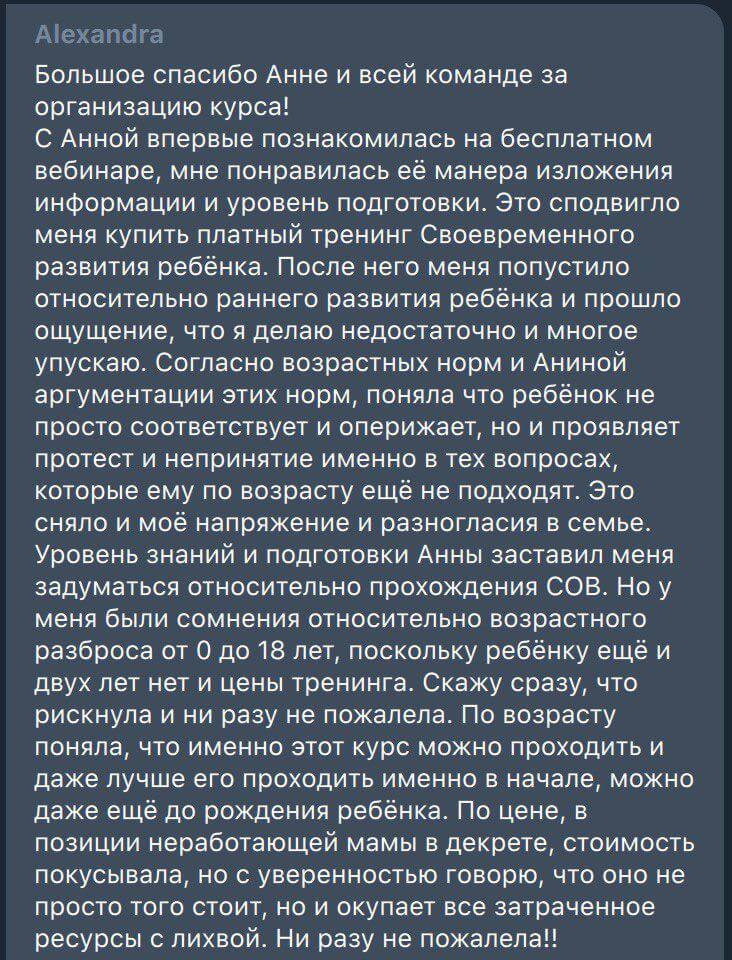 Alexandra
Большое спасибо Анне и всей команде за
организацию курса!
С Анной впервые познакомилась на бесплатном
вебинаре, мне понравилась её манера изложения
информации и уровень подготовки. Это сподвигло
меня купить платный тренинг Своевременного
развития ребёнка. После него меня попустило
относительно раннего развития ребёнка и прошло
ощущение, что я делаю недостаточно и многое
упускаю. Согласно возрастных норм и Аниной
аргументации этих норм, поняла что ребёнок не
просто соответствует и опережает, но и проявляет
протест и непринятие именно в тех вопросах,
которые ему по возрасту ещё не подходят. Это
сняло и моё напряжение и разногласия в семье.
Уровень знаний и подготовки Анны заставил меня
задуматься относительно прохождения СОВ. Но у
меня были сомнения относительно возрастного
разброса от 0 до 18 лет, поскольку ребёнку ещё и
двух лет нет и цены тренинга. Скажу сразу, что
рискнула и ни разу не пожалела. По возрасту
поняла, что именно этот курс можно проходить и
даже лучше его проходить именно в начале, можно
даже ещё до рождения ребёнка. По цене, в
позиции неработающей мамы в декрете, стоимость
покусывала, но с уверенностью говорю, что оно не
просто того стоит, но и окупает все затраченное
ресурсы с лихвой. Ни разу не пожалела!!